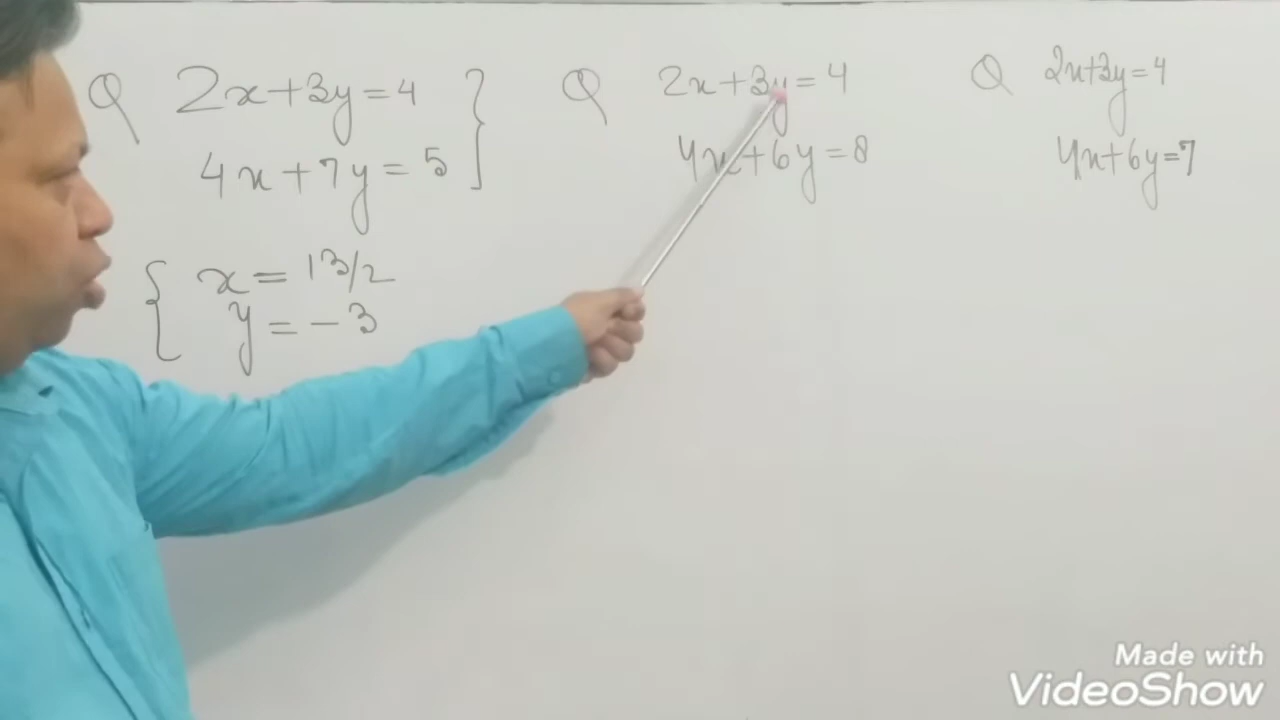 Q 2x+3y=4
4x+7y=5
x=13/2
y=-3
Q 2x+3y=4
4x+6y=8
Q 2x+3y=4
4x+6y=7
Made with
VideoShow